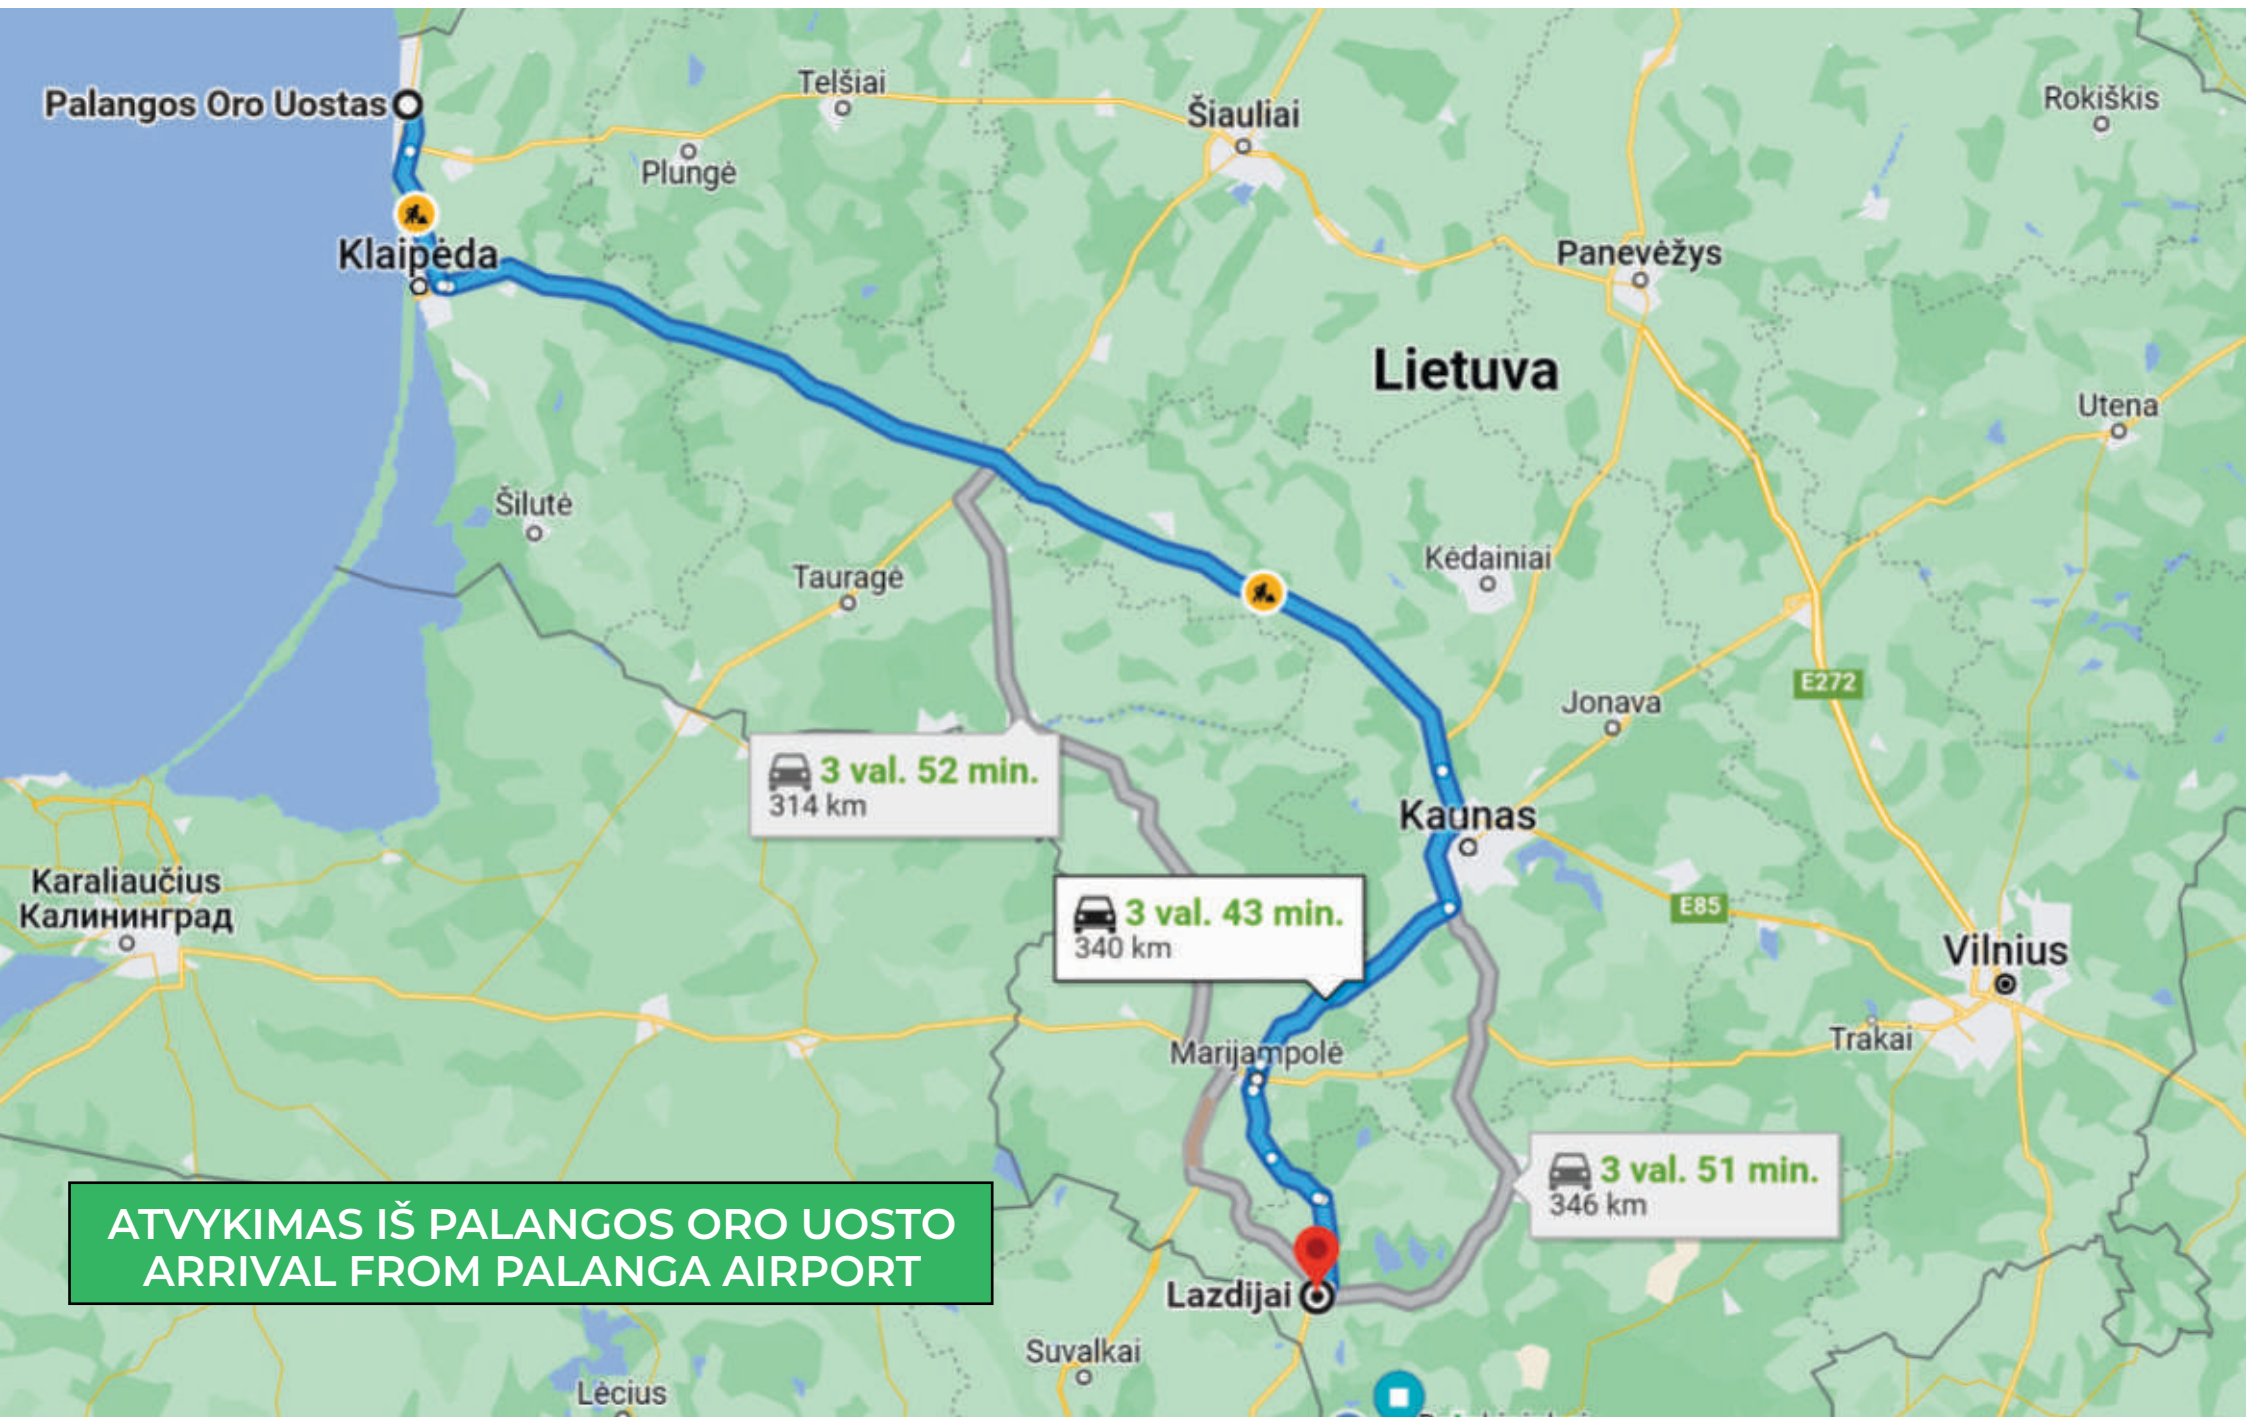 Telšiai
Rokiškis
Palangos Oro Uostas
Šiauliai
Plungė
Klaipėda
Panevėžys
Lietuva
Utena
Šilutė
Kėdainiai
Tauragė
E272
Jonava
3 val. 52 min.
314 km
Kaunas
Karaliaučius
Калининград
E85
3 val. 43 min.
340 km
Vilnius
Trakai
Marijampolė
3 val. 51 min.
346 km
ATVYKIMAS IŠ PALANGOS ORO UOSTO
ARRIVAL FROM PALANGA AIRPORT
Lazdijai
Suvalkai
Lėcius